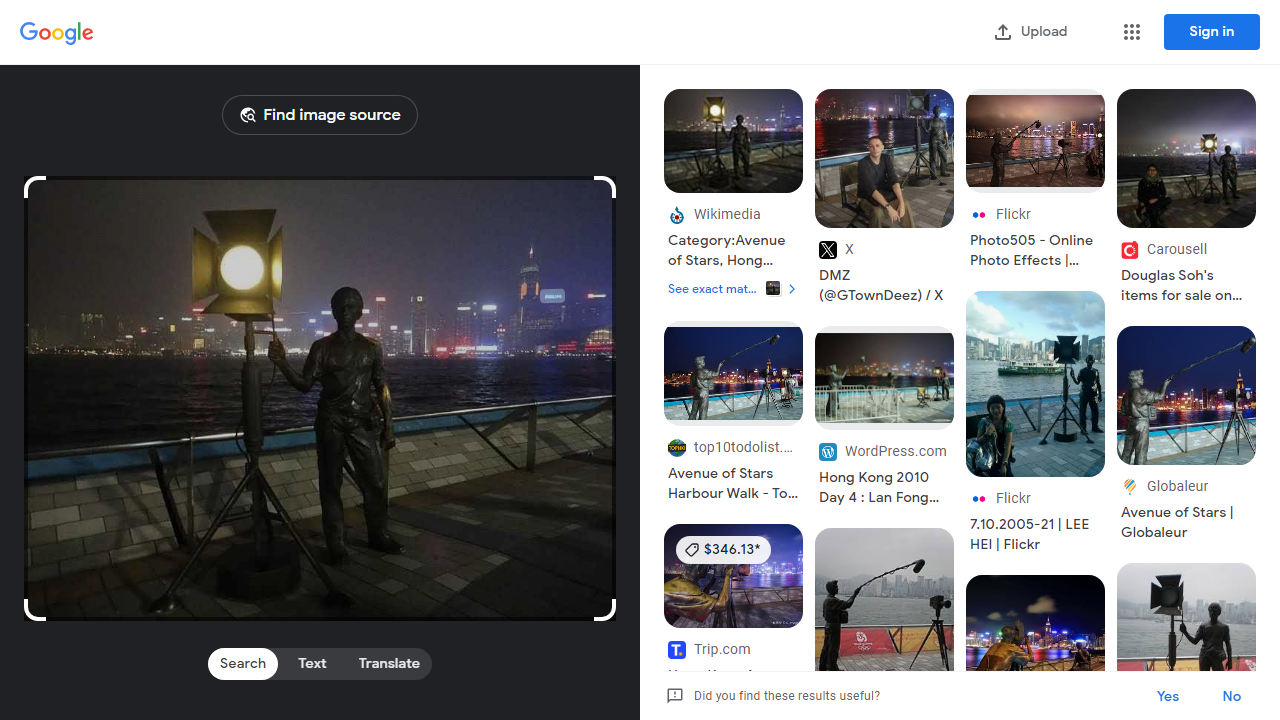 Google
Upload
Sign in
Find image source
Search
Text
Translate
Wikimedia
Category:Avenue
of Stars, Hong...
See exact mat...
X
DMZ
(@GTownDeez) / X
Flickr
Photo505 - Online
Photo Effects |...
Carousell
Douglas Soh's
items for sale on...
top10todolist....
Avenue of Stars
Harbour Walk - To...
WordPress.com
Hong Kong 2010
Day 4 : Lan Fong...
Flickr
7.10.2005-21 | LEE
HEI | Flickr
Globaleur
Avenue of Stars |
Globaleur
$346.13*
Trip.com
Did you find these results useful?
Yes
No